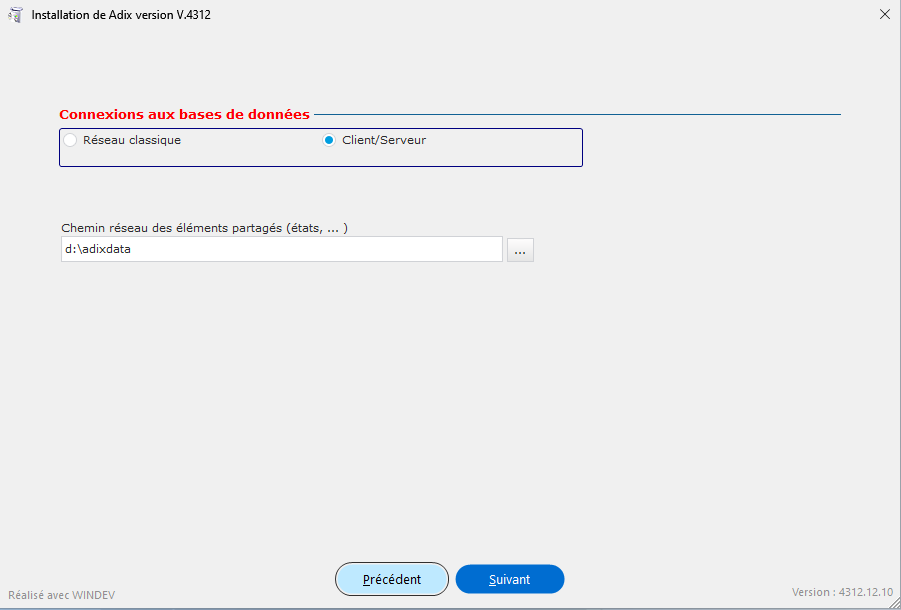 Installation de Adix version V.4312
Connexions aux bases de données
Réseau classique Client/Serveur
Chemin réseau des éléments partagés (états, ... )
d:\adixdata
...
Précédent Suivant
Réalisé avec WINDEV
Version : 4312.12.10